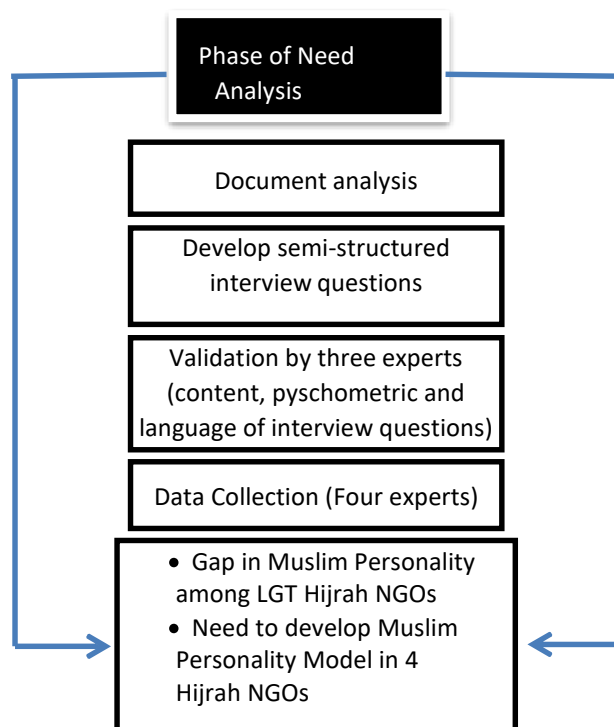 Phase of Need
Analysis
Document analysis
Develop semi-structured
interview questions
Validation by three experts
(content, pyschometric and
language of interview questions)
Data Collection (Four experts)
• Gap in Muslim Personality
among LGT Hijrah NGOs
• Need to develop Muslim
Personality Model in 4
Hijrah NGOs